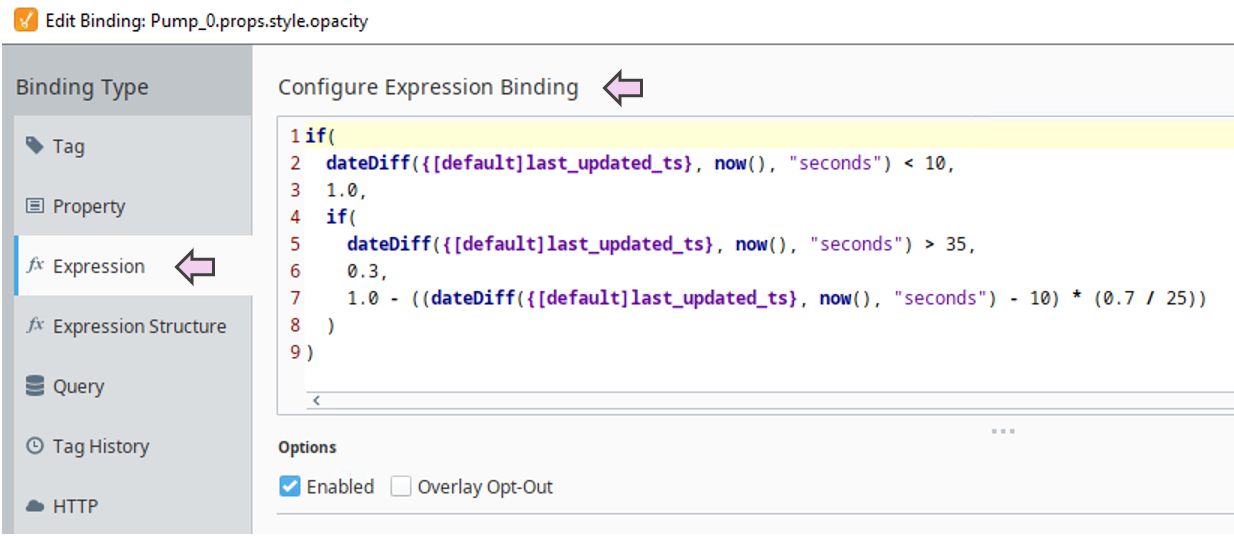 Edit Binding: Pump_0.props.style.opacity
Binding Type
Tag
Property
fx Expression
fx Expression Structure
Query
Tag History
HTTP
Configure Expression Binding
1 if(
2   dateDiff({[default]last_updated_ts}, now(), "seconds") < 10,
3   1.0,
4   if(
5     dateDiff({[default]last_updated_ts}, now(), "seconds") > 35,
6     0.3,
7     1.0 - ((dateDiff({[default]last_updated_ts}, now(), "seconds") - 10) * (0.7 / 25))
8   )
9 )
Options
Enabled Overlay Opt-Out